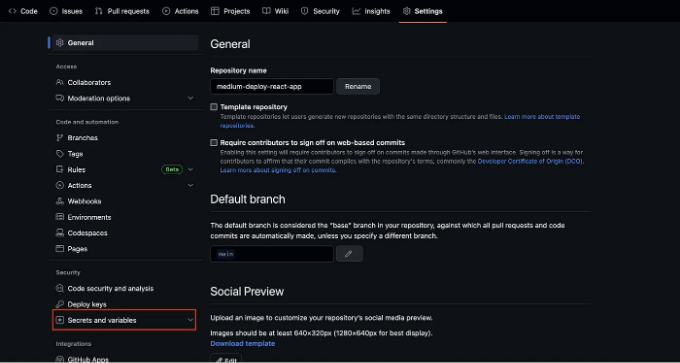 Code Issues Pull requests Actions Projects Wiki Security Insights Settings
General
Access
Collaborators
Moderation options
Code and automation
Branches
Tags
Rules Beta
Actions
Webhooks
Environments
Codespaces
Pages
Security
Code security and analysis
Deploy keys
Secrets and variables
Integrations
GitHub Apps
General
Repository name
medium-deploy-react-app Rename
Template repository
Template repositories let users generate new repositories with the same directory structure and files. Learn more about template
repositories.
Require contributors to sign off on web-based commits
Enabling this setting will require contributors to sign off on commits made through GitHub's web interface. Signing off is a way for
contributors to affirm that their commit complies with the repository's terms, commonly the Developer Certificate of Origin (DCO).
Learn more about signing off on commits.
Default branch
The default branch is considered the "base" branch in your repository, against which all pull requests and code
commits are automatically made, unless you specify a different branch.
main
Social Preview
Upload an image to customize your repository's social media preview.
Images should be at least 640×320px (1280×640px for best display).
Download template
Edit